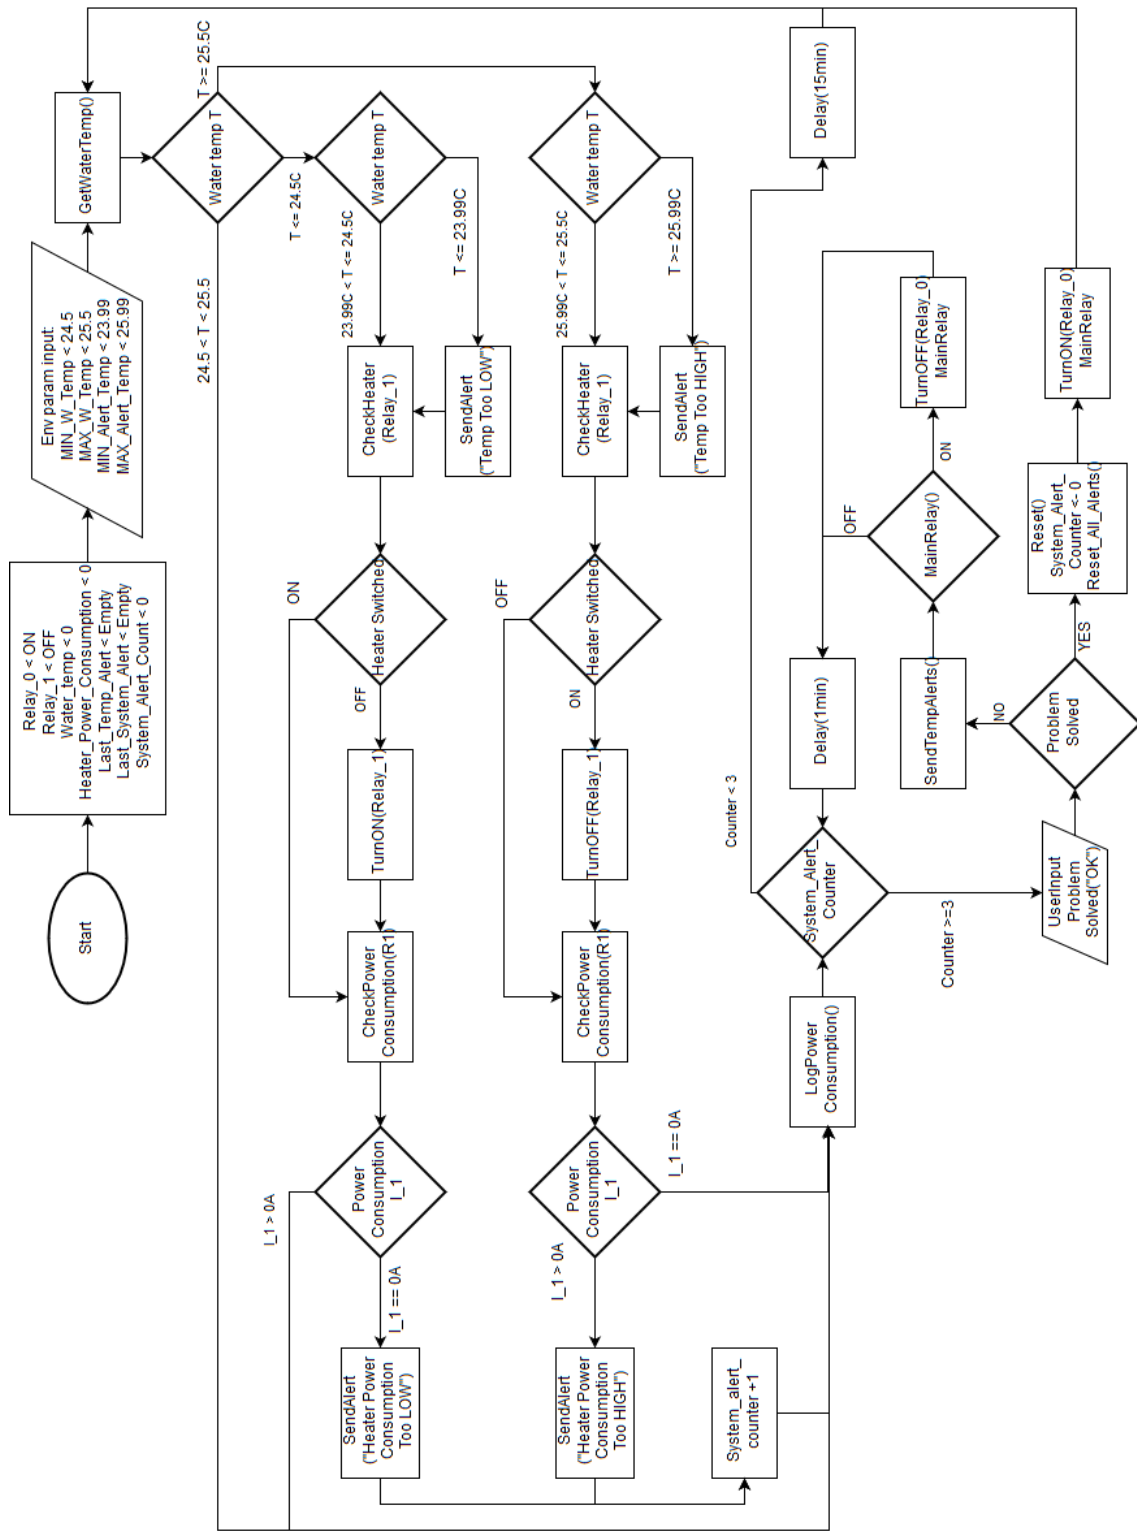 Start
Relay_0 < ON
Relay_1 < OFF
Water_temp < 0
Heater_Power_Consumption < 0
Last_Temp_Alert < Empty
Last_System_Alert < Empty
System_Alert_Count < 0
Env param input:
MIN_W_Temp < 24.5
MAX_W_Temp < 25.5
MIN_Alert_Temp < 23.99
MAX_Alert_Temp < 25.99
GetWaterTemp()
Water temp T
24.5 < T < 25.5
T >= 25.5C
T <= 24.5C
Water temp T
23.99C < T <= 24.5C
T <= 23.99C
CheckHeater
(Relay_1)
SendAlert
("Temp Too LOW")
Heater Switched
ON
OFF
TurnON(Relay_1)
CheckPower
Consumption(R1)
Power
Consumption
I_1
I_1 > 0A
I_1 == 0A
SendAlert
("Heater Power
Consumption
Too LOW")
Water temp T
25.99C < T <= 25.5C
T >= 25.99C
CheckHeater
(Relay_1)
SendAlert
("Temp Too HIGH")
Heater Switched
OFF
ON
TurnOFF(Relay_1)
CheckPower
Consumption(R1)
Power
Consumption
I_1
I_1 > 0A
I_1 == 0A
SendAlert
("Heater Power
Consumption
Too HIGH")
System_alert_
counter +1
LogPower
Consumption()
System_Alert_
Counter
Counter < 3
Counter >=3
Delay(15min)
Delay(1min)
UserInput
Problem
Solved("OK")
Problem
Solved
NO
YES
SendTempAlerts()
MainRelay()
OFF
ON
TurnOFF(Relay_0)
MainRelay
Reset()
System_Alert_
Counter <- 0
Reset_All_Alerts()
TurnON(Relay_0)
MainRelay